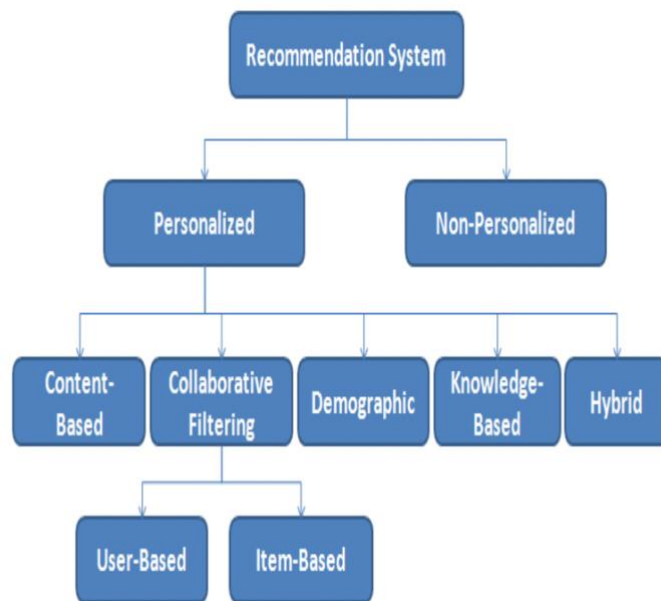 Recommendation System
Personalized
Non-Personalized
Content-
Based
Collaborative
Filtering
Demographic
Knowledge-
Based
Hybrid
User-Based
Item-Based